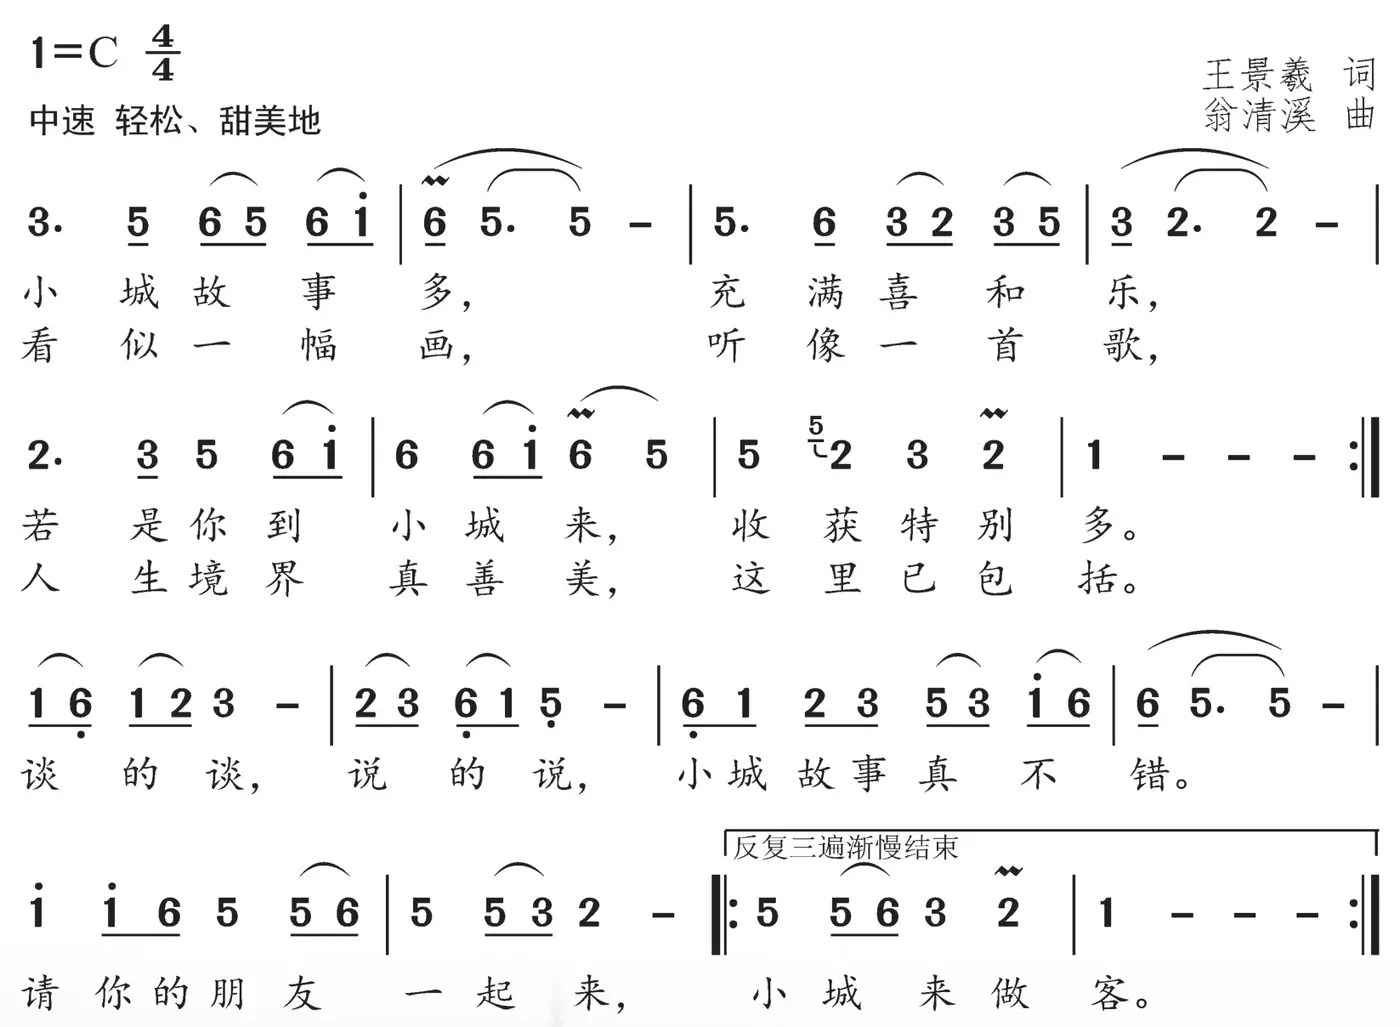 1=C 4/4
王景羲 词
中速 轻松、甜美地
翁清溪 曲
3. 5 6 5 6 1 | 6 5. 5 – | 5. 6 3 2 3 5 | 3 2. 2 – |
小 城 故 事 多, 充 满 喜 和 乐,
看 似 一 幅 画, 听 像 一 首 歌,
2. 3 5 6 1 | 6 6 1 6 5 | 5 5 2 3 2 | 1 – – – :|
若 是 你 到 小 城 来, 收 获 特 别 多。
人 生 境 界 真 善 美, 这 里 已 包 括。
1 6 1 2 3 – | 2 3 6 1 5 – | 6 1 2 3 5 3 1 6 | 6 5. 5 – |
谈 的 谈, 说 的 说, 小 城 故 事 真 不 错。
反复三遍渐慢结束
1 1 6 5 5 6 | 5 5 3 2 – |: 5 5 6 3 2 | 1 – – – :|
请 你 的 朋 友 一 起 来, 小 城 来 做 客。